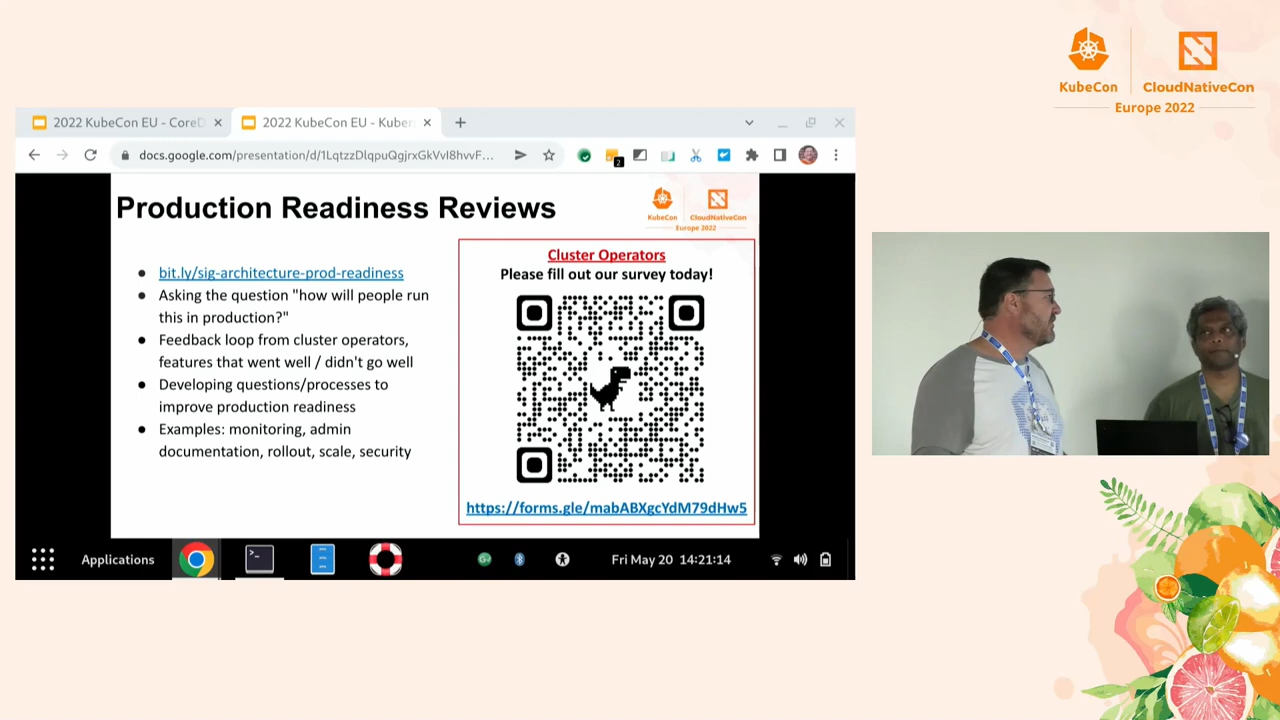 KubeCon
CloudNativeCon
Europe 2022
2022 KubeCon EU - CoreD
2022 KubeCon EU - Kuber
docs.google.com/presentation/d/1LqtzzDlqpuQgjrxGkVvI8hvvF...
2
Production Readiness Reviews
KubeCon
CloudNativeCon
Europe 2022
bit.ly/sig-architecture-prod-readiness
Asking the question "how will people run
this in production?"
Feedback loop from cluster operators,
features that went well / didn't go well
Developing questions/processes to
improve production readiness
Examples: monitoring, admin
documentation, rollout, scale, security
Cluster Operators
Please fill out our survey today!
https://forms.gle/mabABXgcYdM79dHw5
Applications
Fri May 20 14:21:14